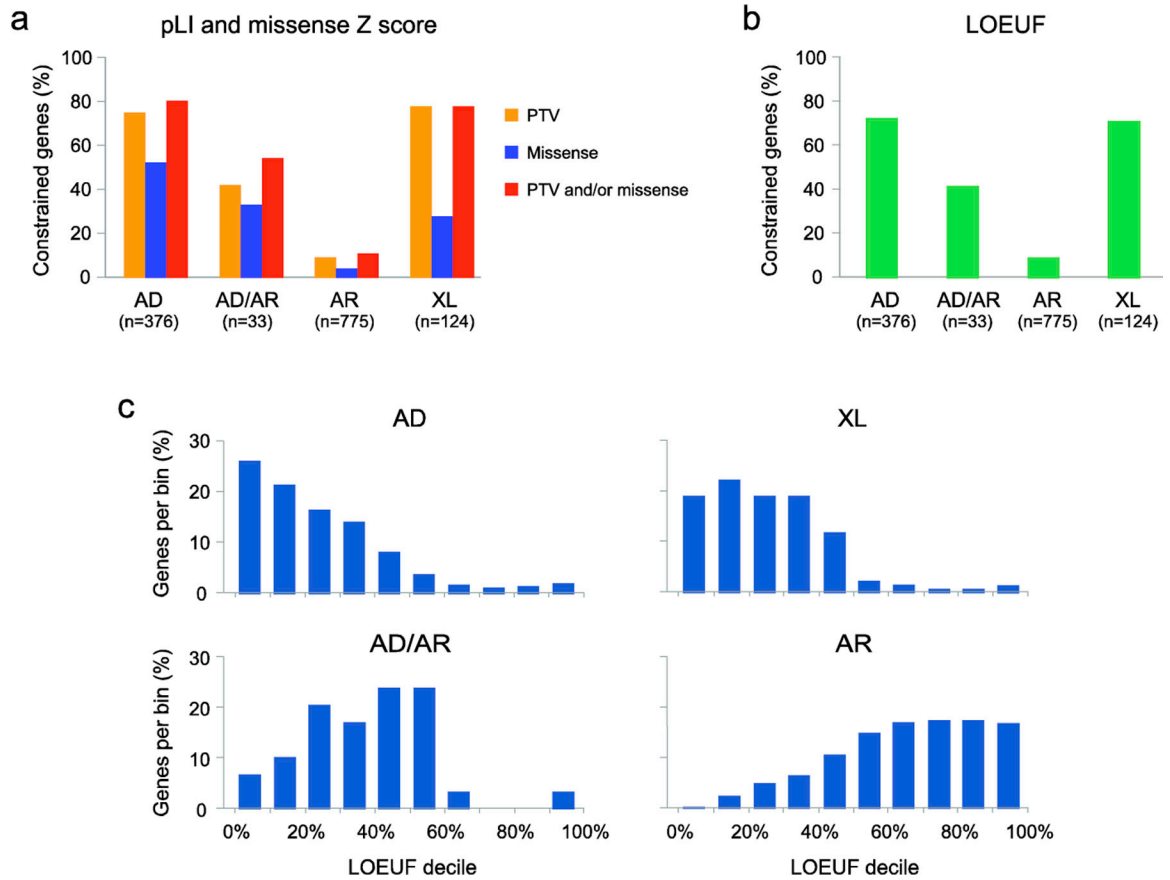 a
pLI and missense Z score
Constrained genes (%)
100
80
60
40
20
0
AD
(n=376)
AD/AR
(n=33)
AR
(n=775)
XL
(n=124)
PTV
Missense
PTV and/or missense
b
LOEUF
Constrained genes (%)
100
80
60
40
20
0
AD
(n=376)
AD/AR
(n=33)
AR
(n=775)
XL
(n=124)
c
AD
Genes per bin (%)
30
20
10
0
XL
AD/AR
Genes per bin (%)
30
20
10
0
0% 20% 40% 60% 80% 100%
LOEUF decile
AR
0% 20% 40% 60% 80% 100%
LOEUF decile